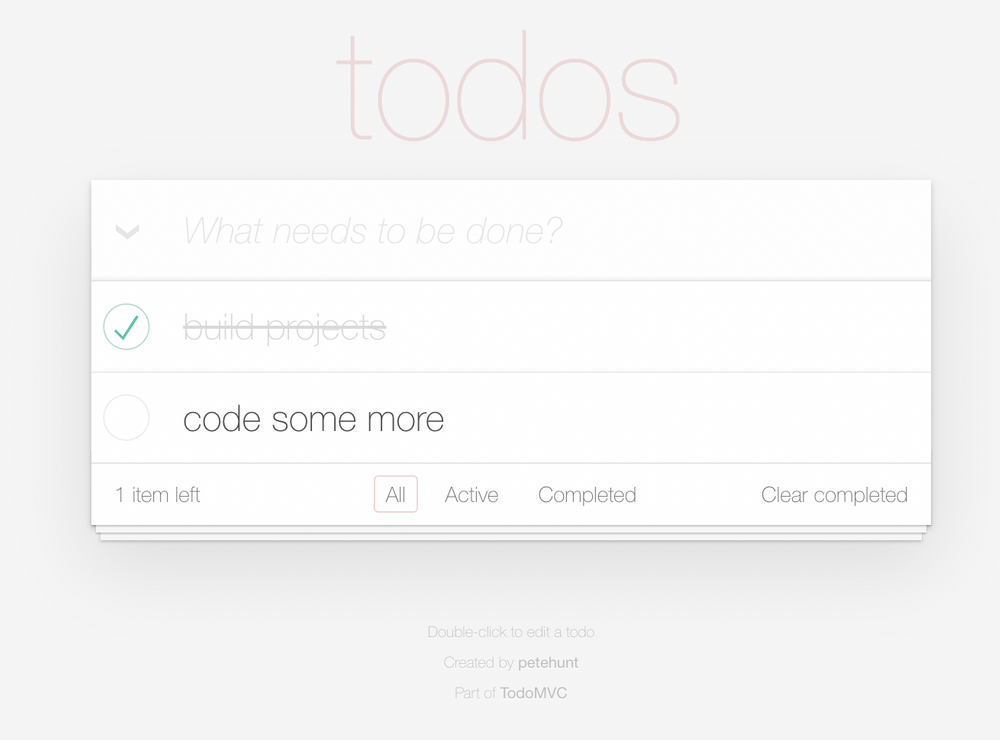 todos
What needs to be done?
build projects
code some more
1 item left All Active Completed Clear completed
Double-click to edit a todo
Created by petehunt
Part of TodoMVC